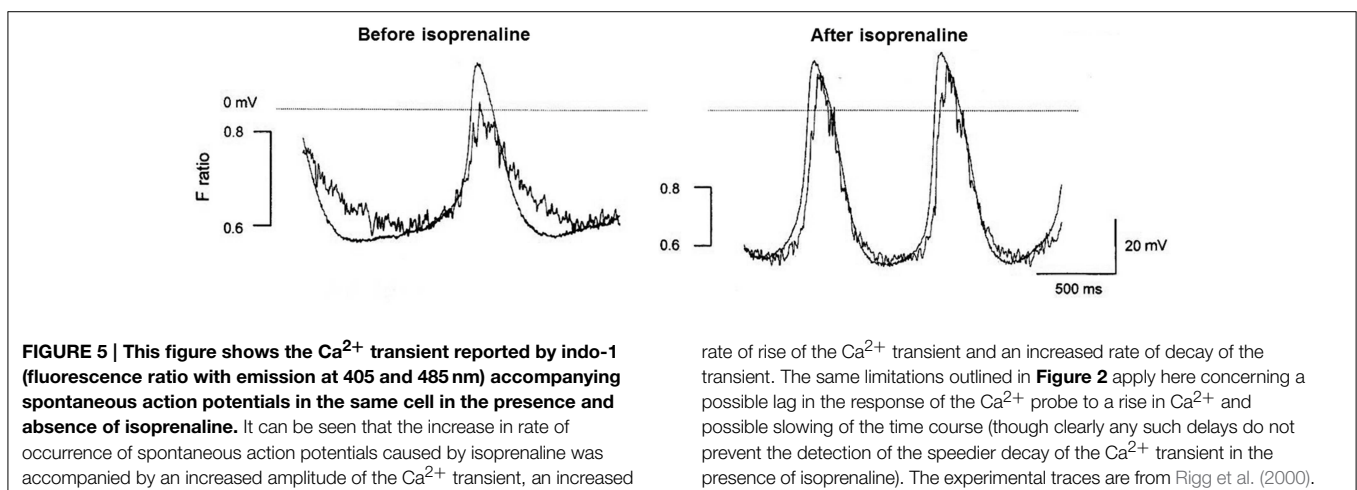 Before isoprenaline
After isoprenaline
0 mV
0.8
F ratio
0.6
0.8
0.6
20 mV
500 ms
FIGURE 5 | This figure shows the Ca2+ transient reported by indo-1
(fluorescence ratio with emission at 405 and 485 nm) accompanying
spontaneous action potentials in the same cell in the presence and
absence of isoprenaline. It can be seen that the increase in rate of
occurrence of spontaneous action potentials caused by isoprenaline was
accompanied by an increased amplitude of the Ca2+ transient, an increased
rate of rise of the Ca2+ transient and an increased rate of decay of the
transient. The same limitations outlined in Figure 2 apply here concerning a
possible lag in the response of the Ca2+ probe to a rise in Ca2+ and
possible slowing of the time course (though clearly any such delays do not
prevent the detection of the speedier decay of the Ca2+ transient in the
presence of isoprenaline). The experimental traces are from Rigg et al. (2000).